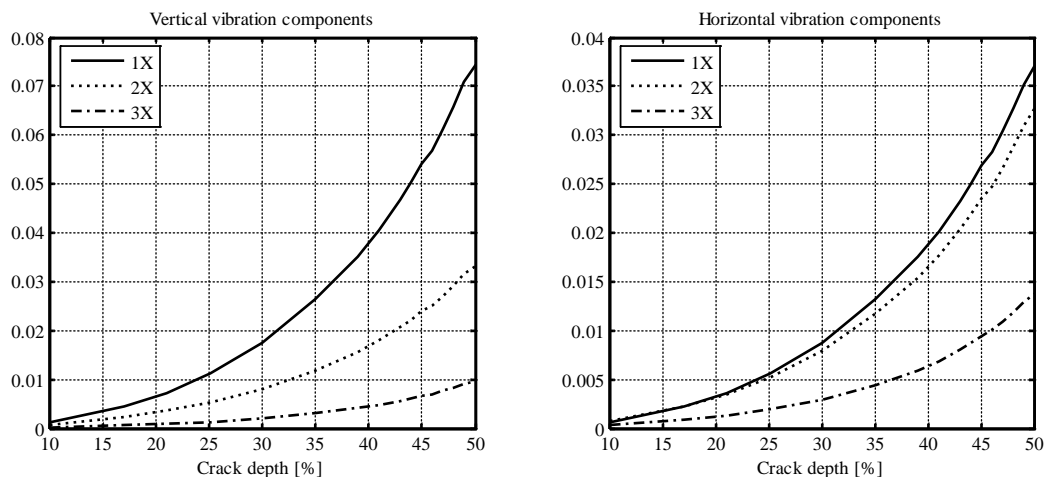 Vertical vibration components
0.08
0.07
0.06
0.05
0.04
0.03
0.02
0.01
0
1X
2X
3X
10 15 20 25 30 35 40 45 50
Crack depth [%]
Horizontal vibration components
0.04
0.035
0.03
0.025
0.02
0.015
0.01
0.005
0
1X
2X
3X
10 15 20 25 30 35 40 45 50
Crack depth [%]